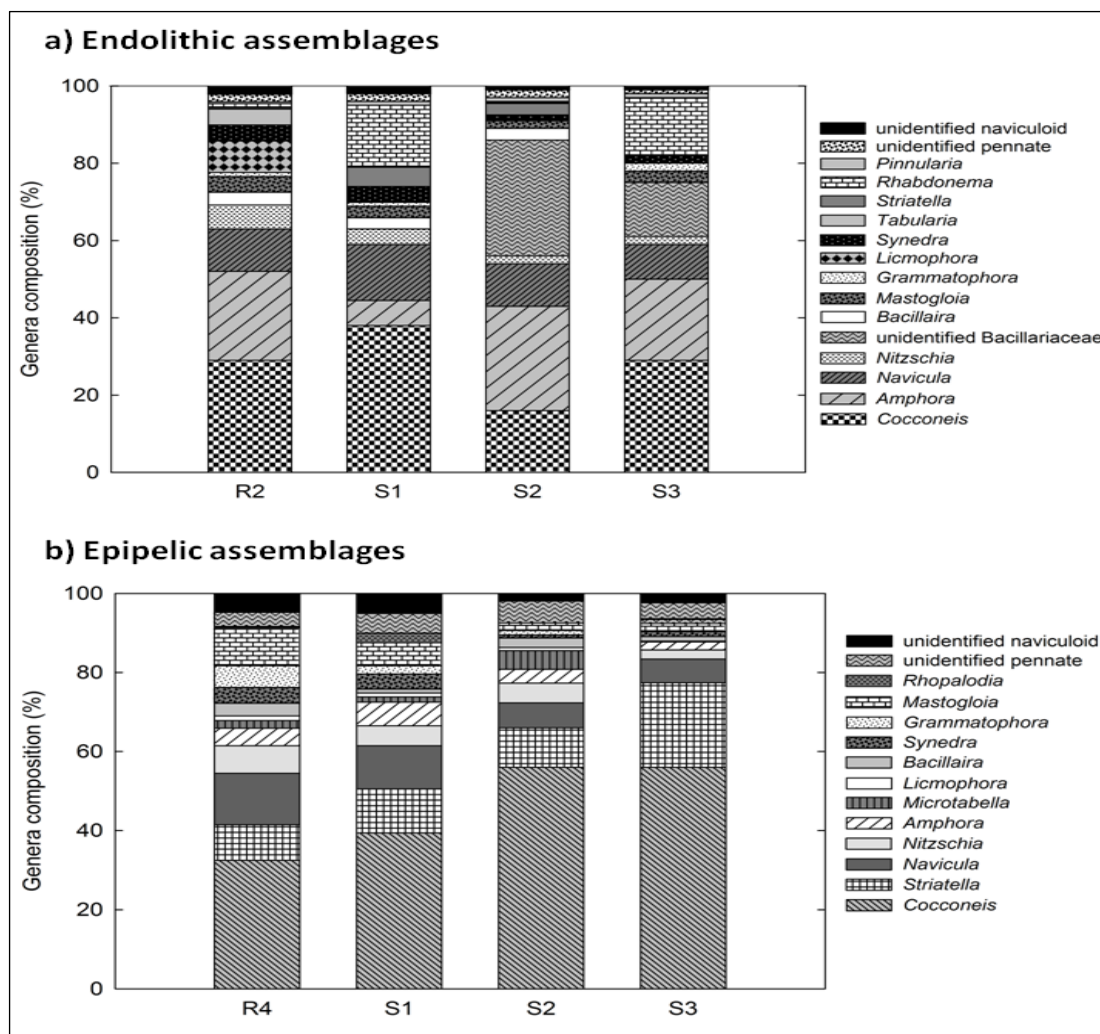 a) Endolithic assemblages
100
80
60
40
20
0
Genera composition (%)
R2 S1 S2 S3
unidentified naviculoid
unidentified pennate
Pinnularia
Rhabdonema
Striatella
Tabularia
Synedra
Licmophora
Grammatophora
Mastogloia
Bacillaira
unidentified Bacillariaceae
Nitzschia
Navicula
Amphora
Cocconeis
b) Epipelic assemblages
100
80
60
40
20
0
Genera composition (%)
R4 S1 S2 S3
unidentified naviculoid
unidentified pennate
Rhopalodia
Mastogloia
Grammatophora
Synedra
Bacillaira
Licmophora
Microtabella
Amphora
Nitzschia
Navicula
Striatella
Cocconeis